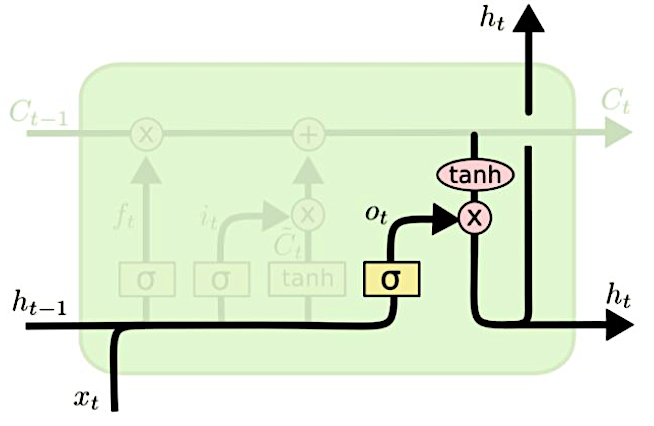 h_t
C_{t-1} x + C_t
tanh
f_t i_t x o_t x
C̃_t
σ σ tanh σ
h_{t-1} h_t
x_t